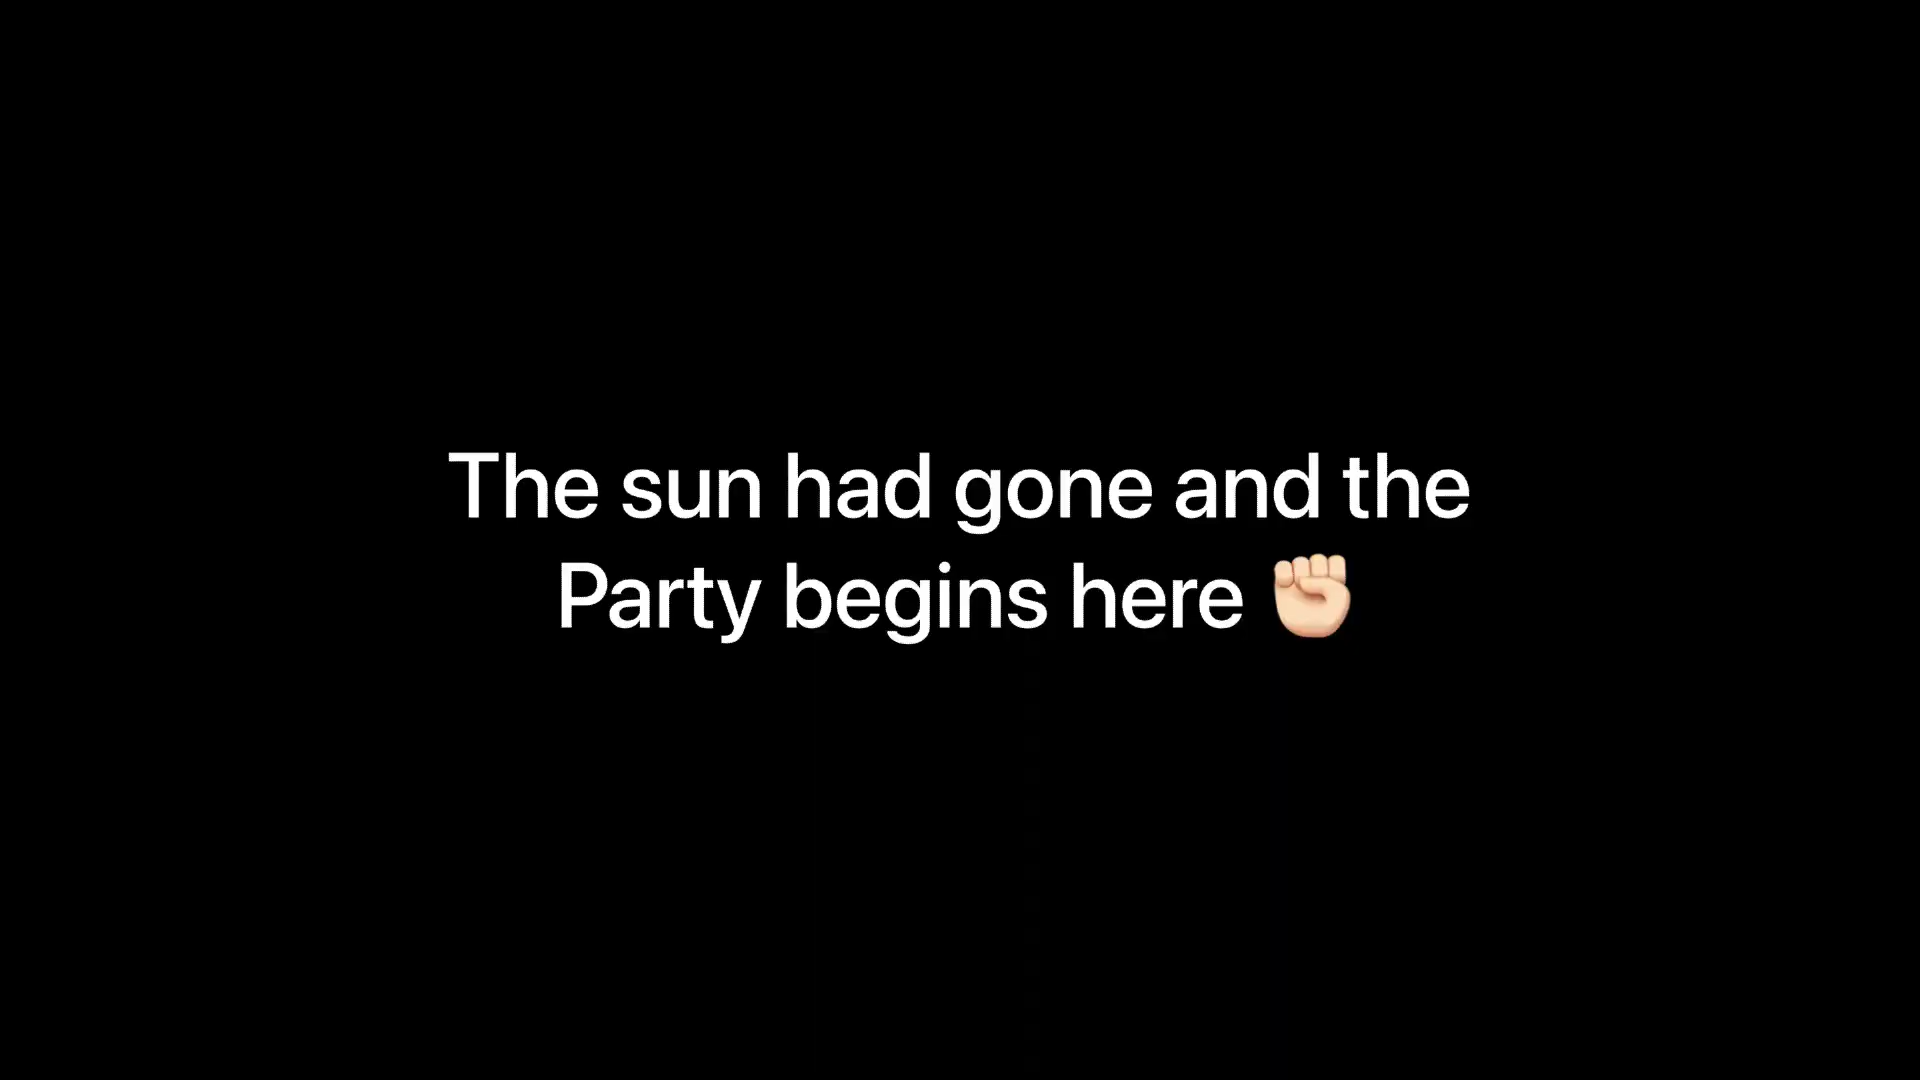 The sun had gone and the
Party begins here ✊🏻